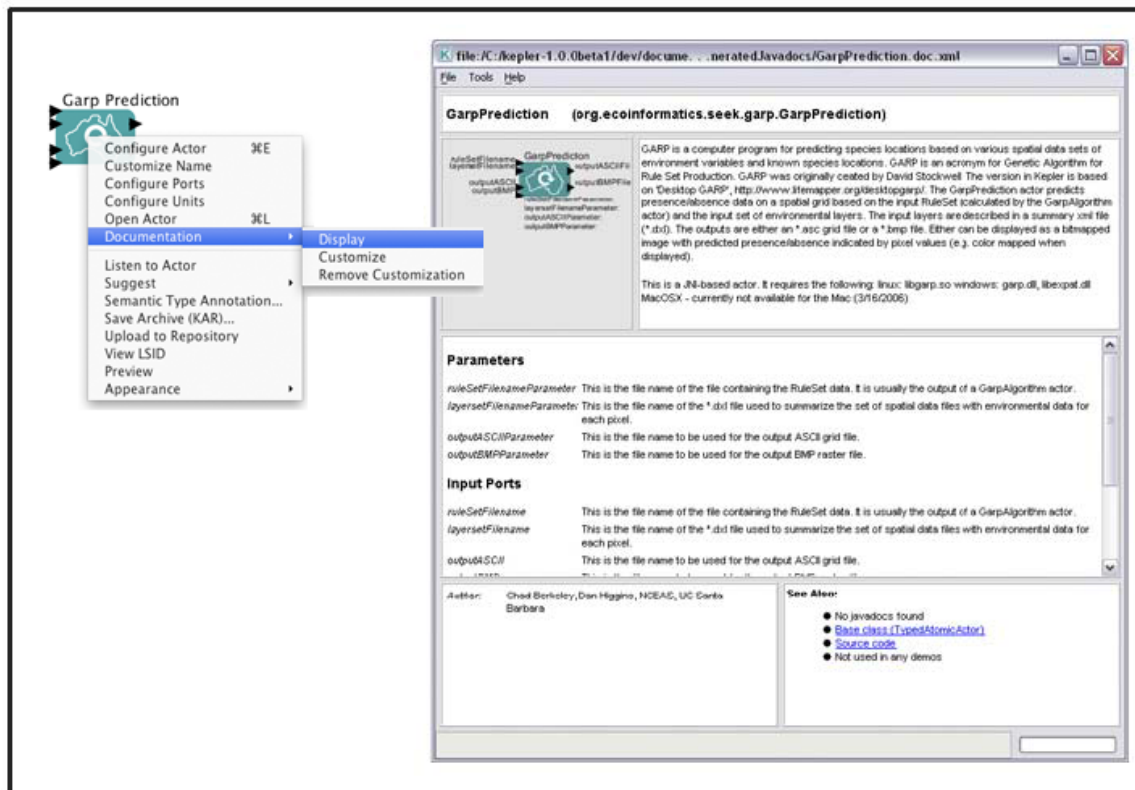 Garp Prediction
Configure Actor ⌘E
Customize Name
Configure Ports
Configure Units
Open Actor ⌘L
Documentation
Display
Customize
Remove Customization
Listen to Actor
Suggest
Semantic Type Annotation...
Save Archive (KAR)...
Upload to Repository
View LSID
Preview
Appearance
file:/C:/kepler-1.0.0beta1/dev/docume. . .neratedJavadocs/GarpPrediction.doc.xml
File Tools Help
GarpPrediction (org.ecoinformatics.seek.garp.GarpPrediction)
GarpPrediction
ruleSetFilename
layersetFilename
outputASCII
outputBMP
outputASCIIFil
outputBMPFile
layersetFilenameParameter:
outputASCIIParameter:
outputBMPParameter:
GARP is a computer program for predicting species locations based on various spatial data sets of
environment variables and known species locations. GARP is an acronym for Genetic Algorithm for
Rule Set Production. GARP was originally ceated by David Stockwell The version in Kepler is based
on 'Desktop GARP', http://www.lifemapper.org/desktopgarp/. The GarpPrediction actor predicts
presence/absence data on a spatial grid based on the input RuleSet (calculated by the GarpAlgorithm
actor) and the input set of environmental layers. The input layers are described in a summary xml file
(*.dxl). The outputs are either an *.asc grid file or a *.bmp file. Either can be displayed as a bitmapped
image with predicted presence/absence indicated by pixel values (e.g. color mapped when
displayed).
This is a JNI-based actor. It requires the following: linux: libgarp.so windows: garp.dll, libexpat.dll
MacOSX - currently not available for the Mac (3/16/2006)
Parameters
ruleSetFilenameParameter This is the file name of the file containing the RuleSet data. It is usually the output of a GarpAlgorithm actor.
layersetFilenameParameter This is the file name of the *.dxl file used to summarize the set of spatial data files with environmental data for
each pixel.
outputASCIIParameter This is the file name to be used for the output ASCII grid file.
outputBMPParameter This is the file name to be used for the output BMP raster file.
Input Ports
ruleSetFilename This is the file name of the file containing the RuleSet data. It is usually the output of a GarpAlgorithm actor.
layersetFilename This is the file name of the *.dxl file used to summarize the set of spatial data files with environmental data for
each pixel.
outputASCII This is the file name to be used for the output ASCII grid file.
Author: Chad Berkeley, Dan Higgins, NCEAS, UC Santa
Barbara
See Also:
No javadocs found
Base class (TypedAtomicActor)
Source code
Not used in any demos